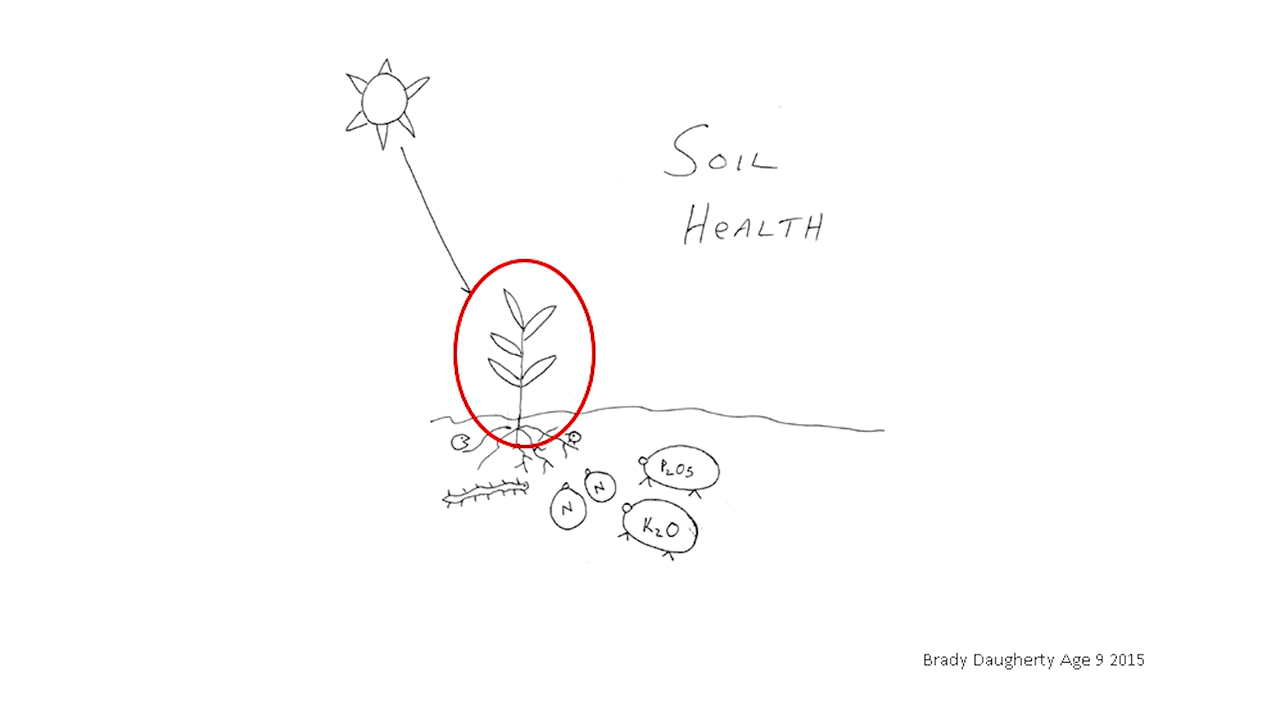 Soil
Health
P₂O₅
N
N
K₂O
Brady Daugherty Age 9 2015